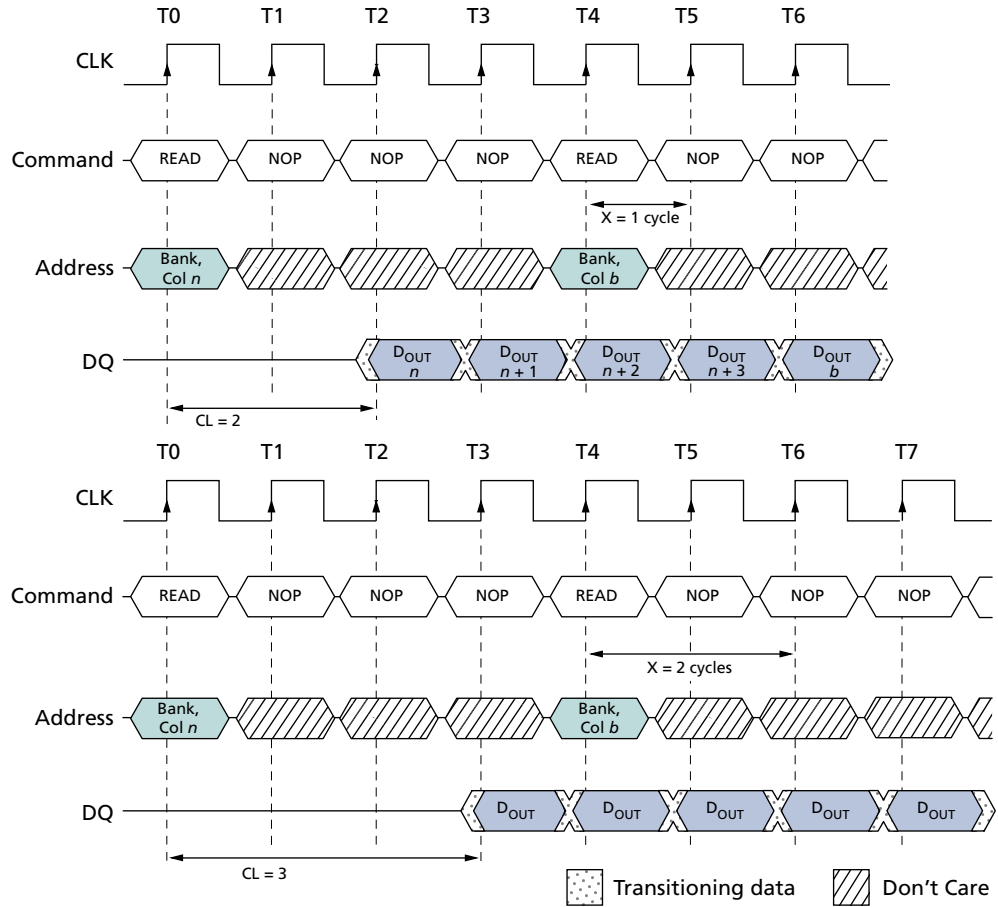 T0 T1 T2 T3 T4 T5 T6
CLK
Command READ NOP NOP NOP READ NOP NOP
X = 1 cycle
Address Bank, Col n Bank, Col b
DQ DOUT n DOUT n + 1 DOUT n + 2 DOUT n + 3 DOUT b
CL = 2
T0 T1 T2 T3 T4 T5 T6 T7
CLK
Command READ NOP NOP NOP READ NOP NOP NOP
X = 2 cycles
Address Bank, Col n Bank, Col b
DQ DOUT DOUT DOUT DOUT DOUT
CL = 3
Transitioning data Don't Care